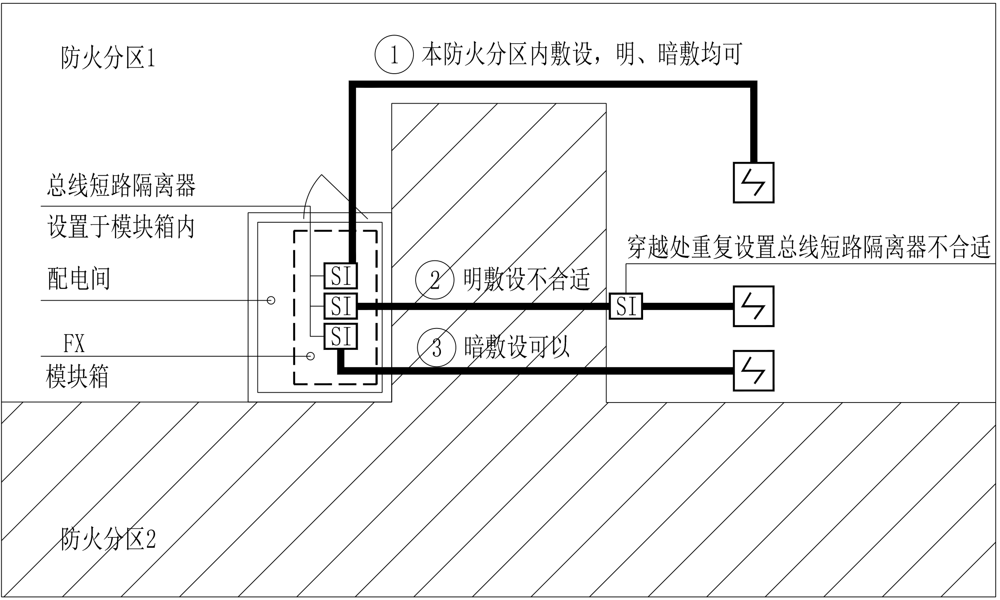 防火分区1
① 本防火分区内敷设，明、暗敷均可
总线短路隔离器
设置于模块箱内
穿越处重复设置总线短路隔离器不合适
配电间
SI
② 明敷设不合适
SI
SI
SI
③ 暗敷设可以
FX
模块箱
防火分区2